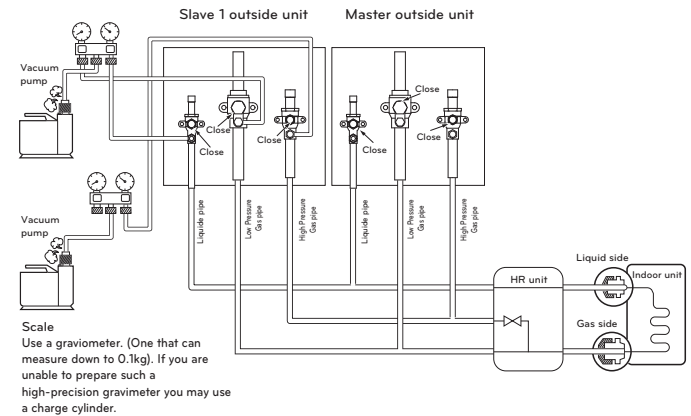 Slave 1 outside unit
Master outside unit
Vacuum
pump
Close
Close
Close
Close
Close
Close
Liquide pipe
Low Pressure
Gas pipe
High Pressure
Gas pipe
Liquide pipe
Low Pressure
Gas pipe
High Pressure
Gas pipe
Vacuum
pump
HR unit
Liquid side
Indoor unit
Gas side
Scale
Use a graviometer. (One that can
measure down to 0.1kg). If you are
unable to prepare such a
high-precision gravimeter you may use
a charge cylinder.